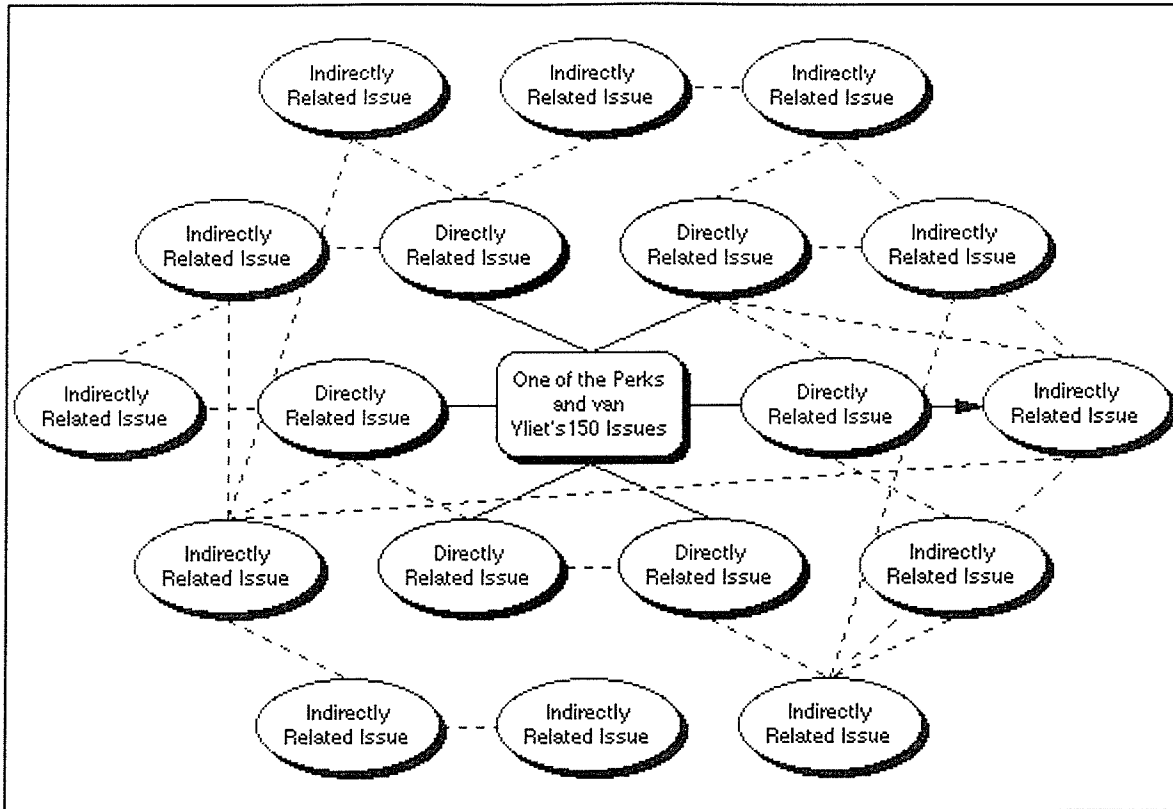 Indirectly
Related Issue
Indirectly
Related Issue
Indirectly
Related Issue
Indirectly
Related Issue
Directly
Related Issue
Directly
Related Issue
Indirectly
Related Issue
Indirectly
Related Issue
Directly
Related Issue
One of the Perks
and van
Vliet's150 Issues
Directly
Related Issue
Indirectly
Related Issue
Indirectly
Related Issue
Directly
Related Issue
Directly
Related Issue
Indirectly
Related Issue
Indirectly
Related Issue
Indirectly
Related Issue
Indirectly
Related Issue